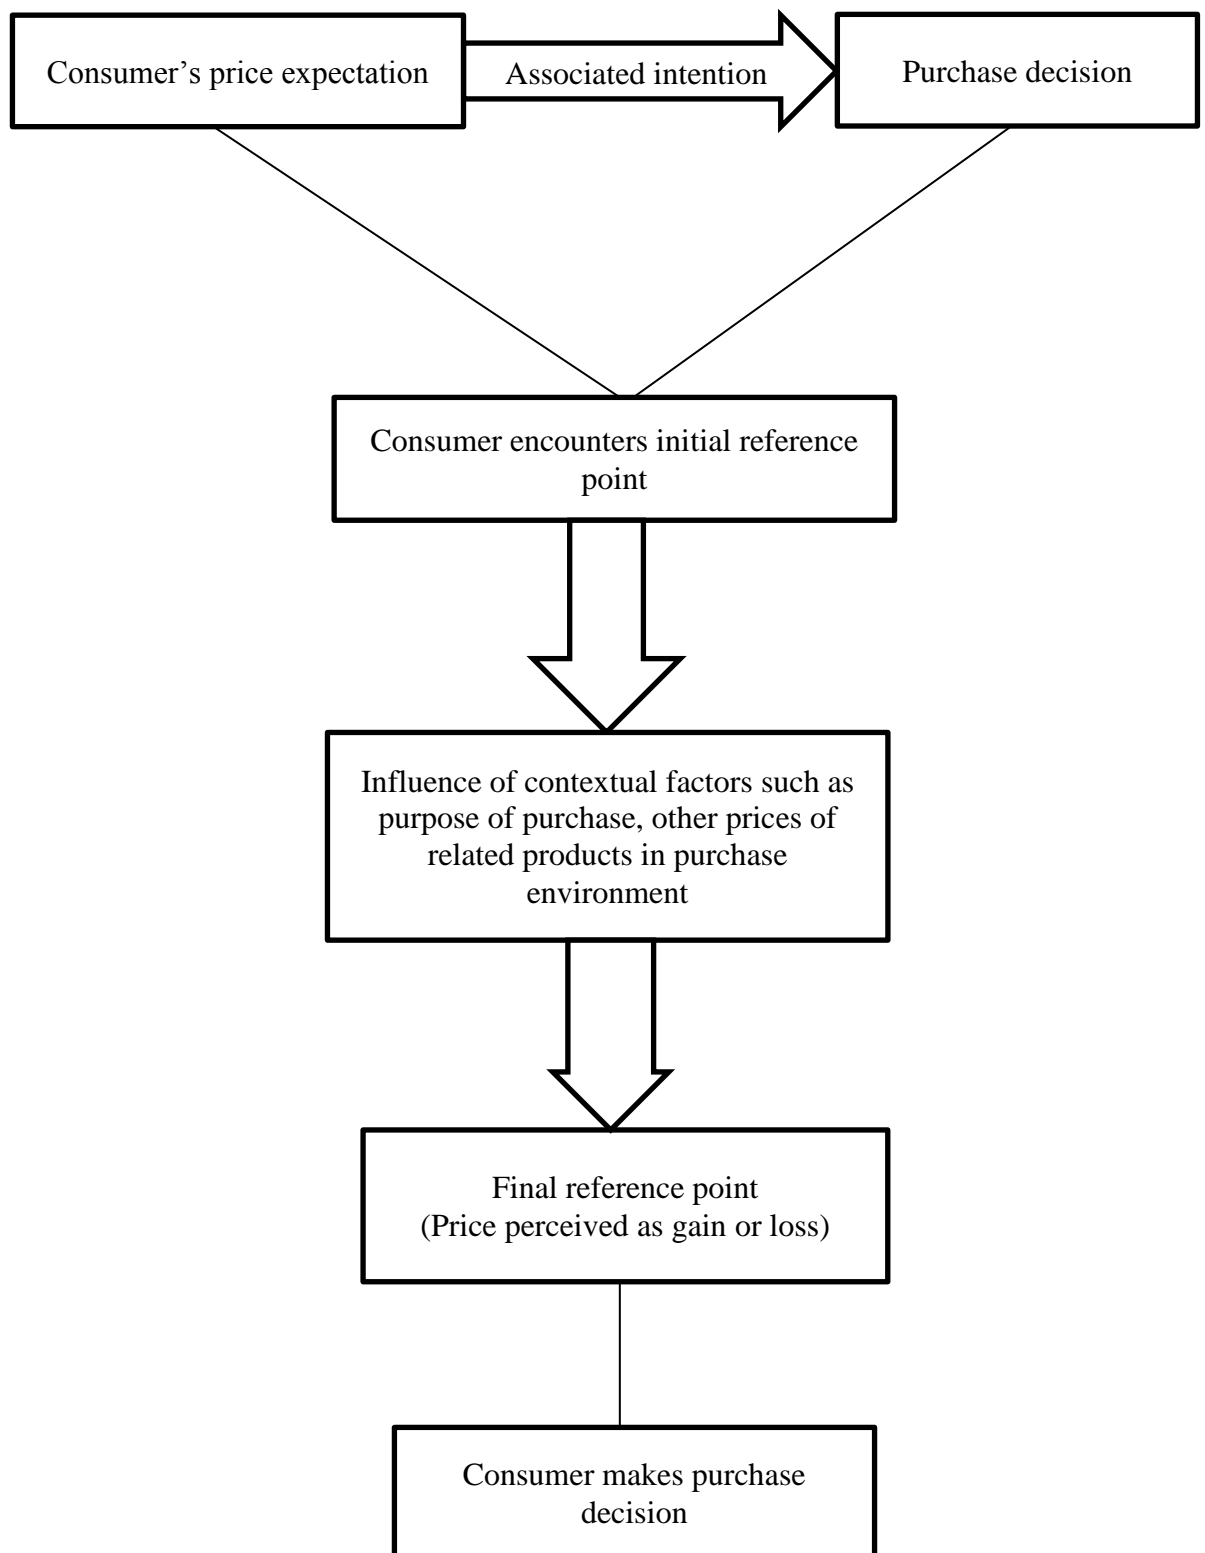 Consumer’s price expectation
Associated intention
Purchase decision
Consumer encounters initial reference
point
Influence of contextual factors such as
purpose of purchase, other prices of
related products in purchase
environment
Final reference point
(Price perceived as gain or loss)
Consumer makes purchase
decision